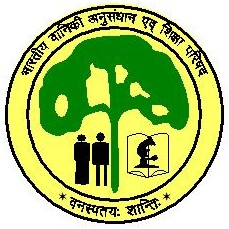 भारतीय वानिकी अनुसंधान एवं शिक्षा परिषद
वनस्पतयः शान्तिः